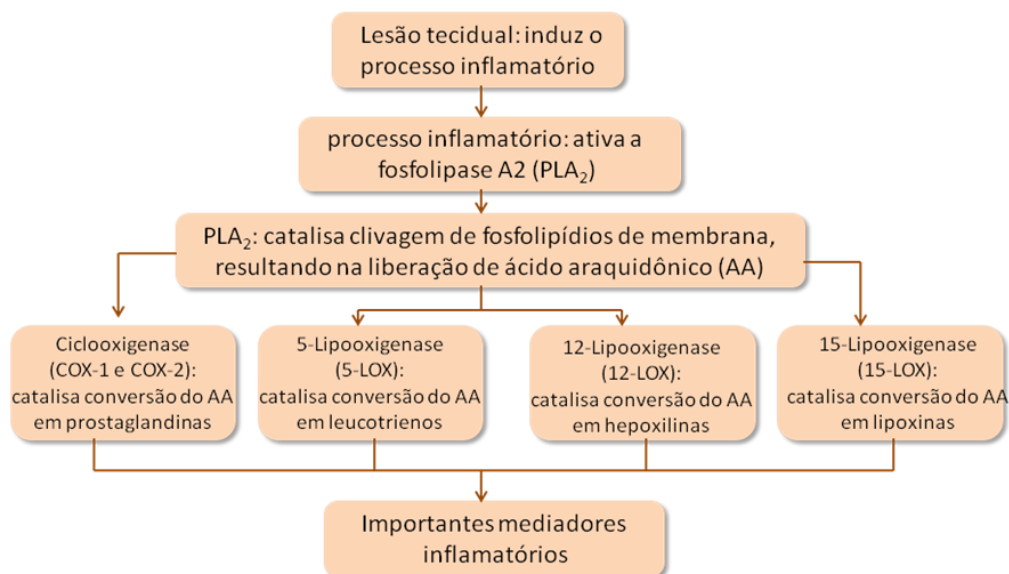 Lesão tecidual: induz o
processo inflamatório
processo inflamatório: ativa a
fosfolipase A2 (PLA₂)
PLA₂: catalisa clivagem de fosfolipídios de membrana,
resultando na liberação de ácido araquidônico (AA)
Ciclooxigenase
(COX-1 e COX-2):
catalisa conversão do AA
em prostaglandinas
5-Lipooxigenase
(5-LOX):
catalisa conversão do AA
em leucotrienos
12-Lipooxigenase
(12-LOX):
catalisa conversão do AA
em hepoxilinas
15-Lipooxigenase
(15-LOX):
catalisa conversão do AA
em lipoxinas
Importantes mediadores
inflamatórios